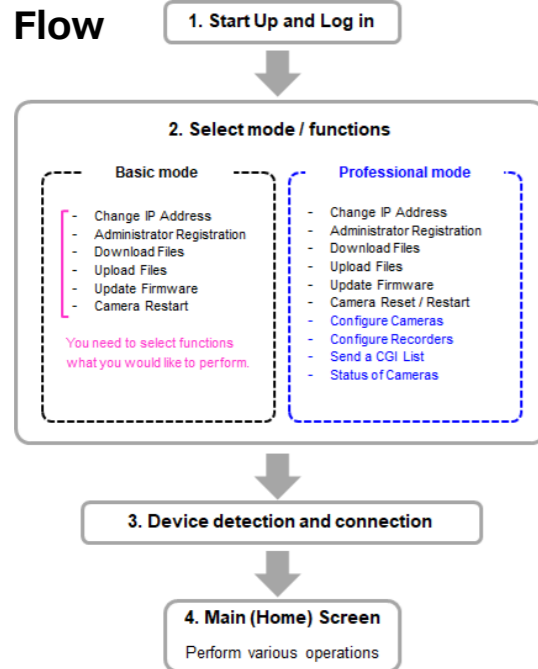 Flow
1. Start Up and Log in
2. Select mode / functions
Basic mode
- Change IP Address
- Administrator Registration
- Download Files
- Upload Files
- Update Firmware
- Camera Restart
You need to select functions
what you would like to perform.
Professional mode
- Change IP Address
- Administrator Registration
- Download Files
- Upload Files
- Update Firmware
- Camera Reset / Restart
- Configure Cameras
- Configure Recorders
- Send a CGI List
- Status of Cameras
3. Device detection and connection
4. Main (Home) Screen
Perform various operations